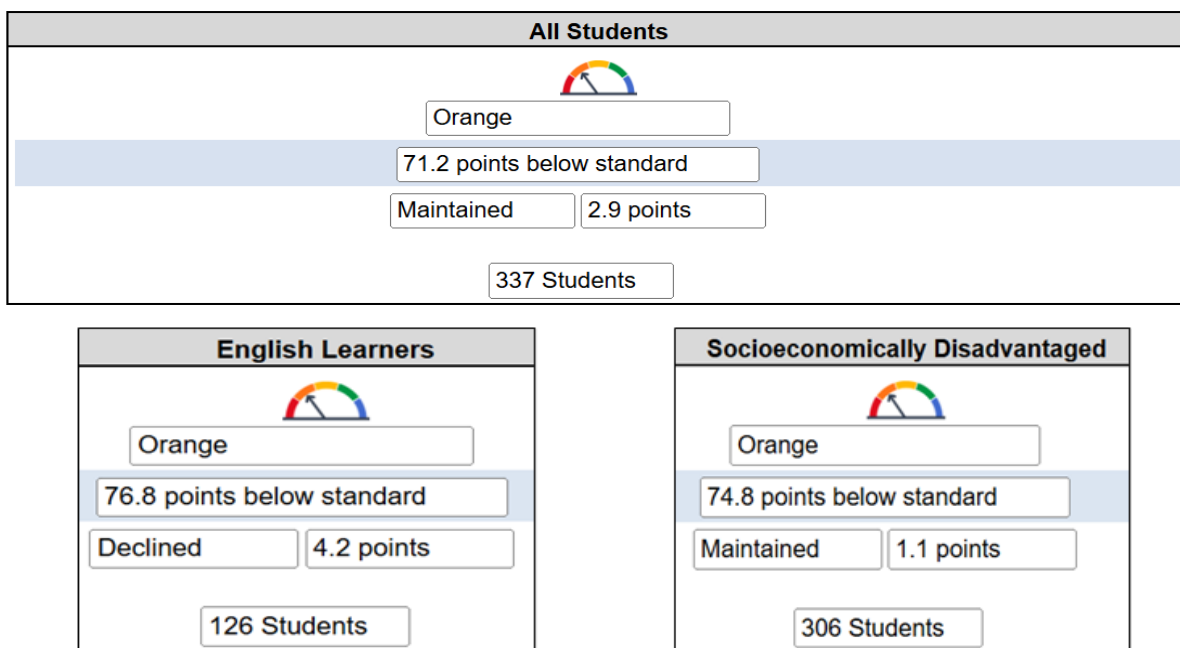 All Students
Orange
71.2 points below standard
Maintained 2.9 points
337 Students
English Learners
Orange
76.8 points below standard
Declined 4.2 points
126 Students
Socioeconomically Disadvantaged
Orange
74.8 points below standard
Maintained 1.1 points
306 Students